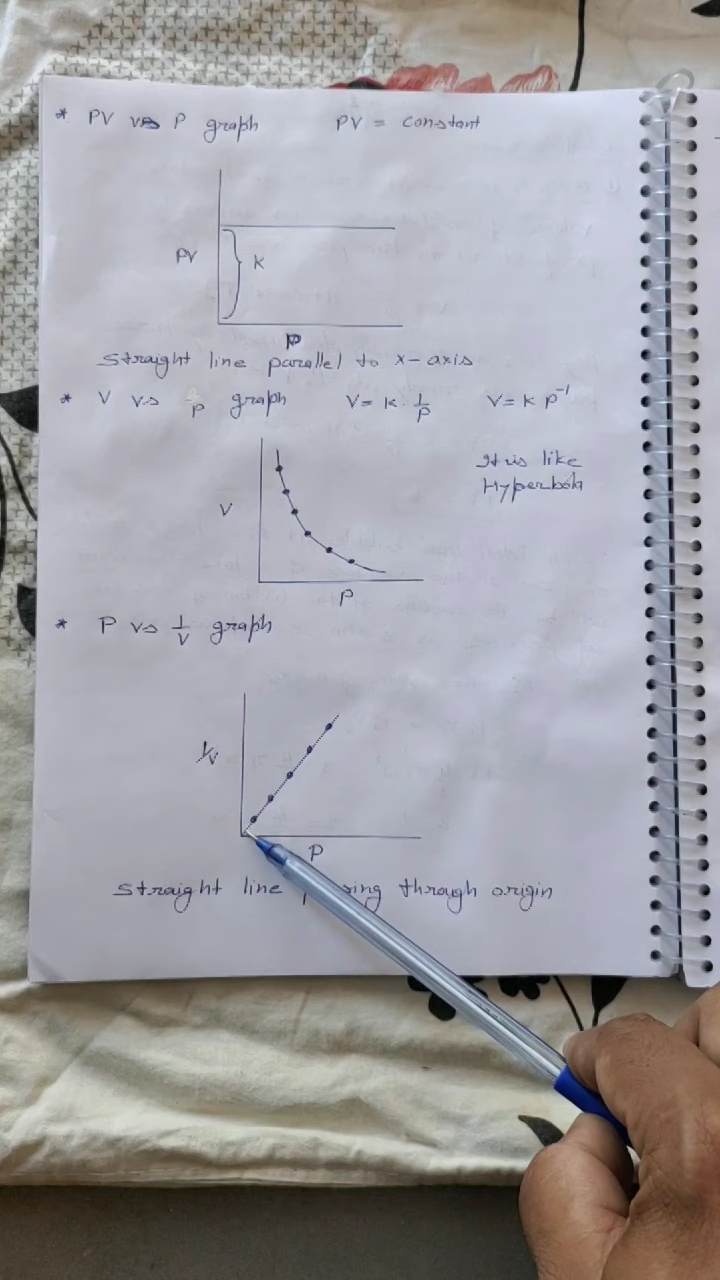 * PV vs P graph PV = constant
PV K
P
Straight line parallel to x-axis
* V vs P graph V = K · 1/P V = K P⁻¹
It is like
Hyperbola
V
P
* P vs 1/V graph
1/V
P
Straight line through origin